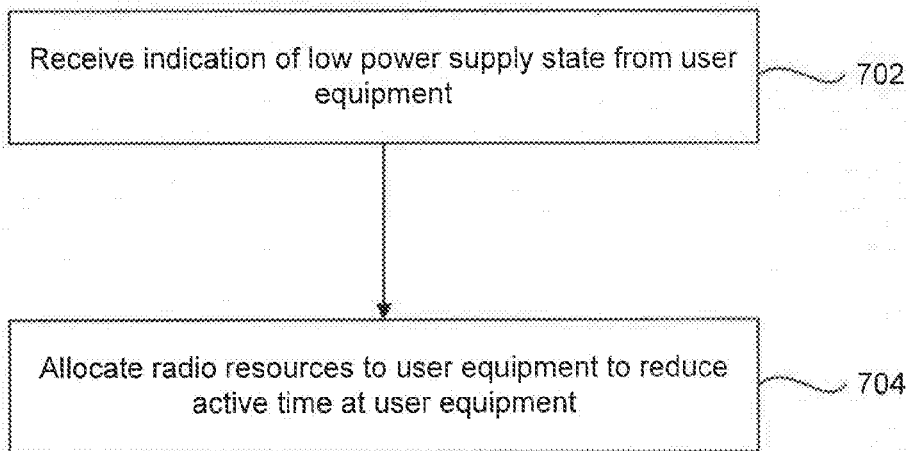 Receive indication of low power supply state from user
equipment
702
Allocate radio resources to user equipment to reduce
active time at user equipment
704